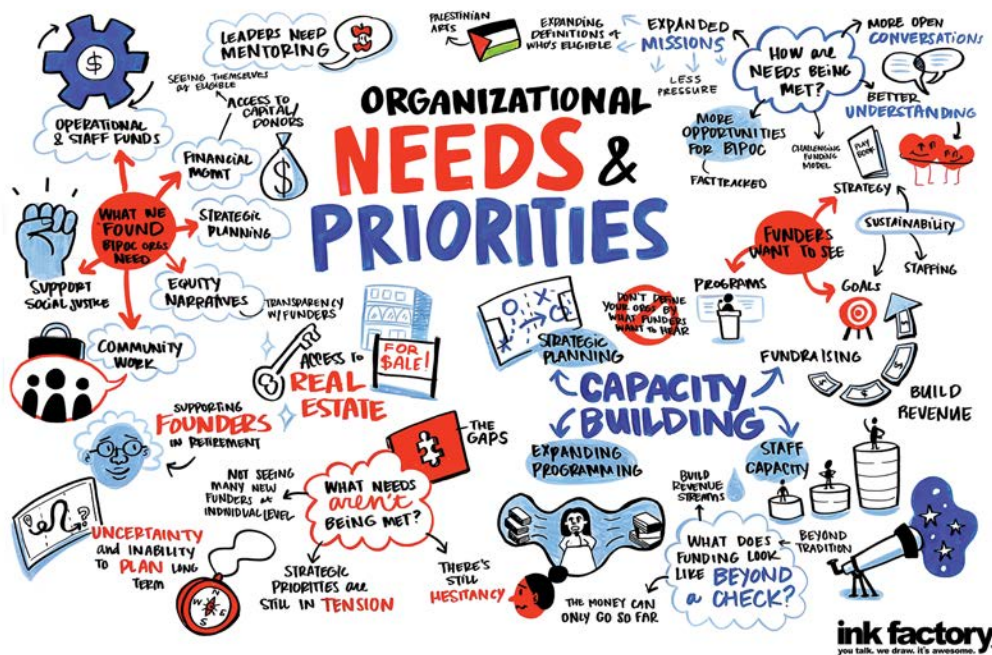 ORGANIZATIONAL
NEEDS &
PRIORITIES
$
OPERATIONAL
& STAFF FUNDS
LEADERS NEED
MENTORING
SEEING THEMSELVES
as ELIGIBLE
ACCESS TO
CAPITAL/
DONORS
FINANCIAL
MGMT
$
WHAT WE
FOUND
BIPOC ORGS
NEED
STRATEGIC
PLANNING
SUPPORT
SOCIAL JUSTICE
EQUITY
NARRATIVES
COMMUNITY
WORK
TRANSPARENCY
W/FUNDERS
ACCESS to
REAL
ESTATE
FOR
$ALE!
SUPPORTING
FOUNDERS
IN RETIREMENT
THE
GAPS
WHAT NEEDS
aren't
BEING MET?
NOT SEEING
MANY NEW
FUNDERS at
INDIVIDUAL LEVEL
?
UNCERTAINTY
and INABILITY
to PLAN LONG
TERM
N
W E
S
STRATEGIC
PRIORITIES are
STILL IN TENSION
THERE'S
STILL
HESITANCY
PALESTINIAN
ARTS
EXPANDING
DEFINITIONS of
WHO'S ELIGIBLE
EXPANDED
MISSIONS
LESS
PRESSURE
HOW are
NEEDS BEING
MET?
MORE OPEN
CONVERSATIONS
BETTER
UNDERSTANDING
MORE
OPPORTUNITIES
FOR BIPOC
FAST TRACKED
CHALLENGING
FUNDING
MODEL
PLAY
BOOK
FUNDERS
WANT TO SEE
STRATEGY
SUSTAINABILITY
STAFFING
GOALS
PROGRAMS
DON'T DEFINE
YOUR ORGS BY
WHAT FUNDERS
WANT to HEAR
STRATEGIC
PLANNING
CAPACITY
BUILDING
FUNDRAISING
$
$
$
BUILD
REVENUE
EXPANDING
PROGRAMMING
STAFF
CAPACITY
BUILD
REVENUE
STREAMS
WHAT DOES
FUNDING LOOK
LIKE BEYOND
a CHECK?
BEYOND
TRADITION
THE MONEY CAN
ONLY GO SO FAR
ink factory
you talk. we draw. it's awesome.